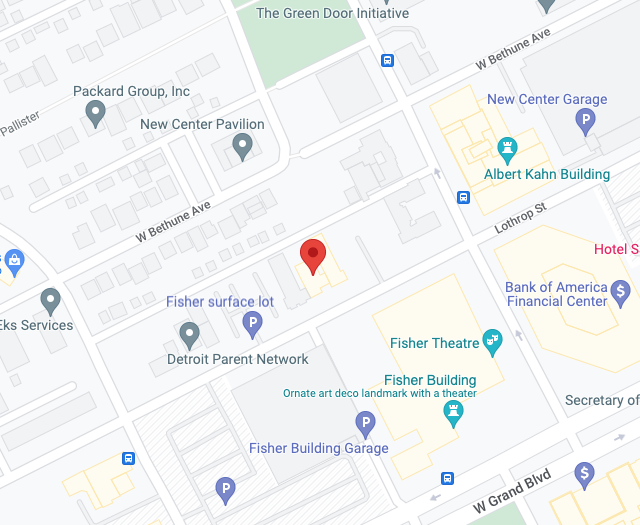 The Green Door Initiative
W Bethune Ave
Packard Group, Inc
New Center Garage
P
Pallister
New Center Pavilion
Albert Kahn Building
W Bethune Ave
Lothrop St
Hotel S
s
Bank of America
Financial Center
$
Fisher surface lot
P
Eks Services
Detroit Parent Network
Fisher Theatre
Fisher Building
Ornate art deco landmark with a theater
Secretary of
P
Fisher Building Garage
P
W Grand Blvd
$